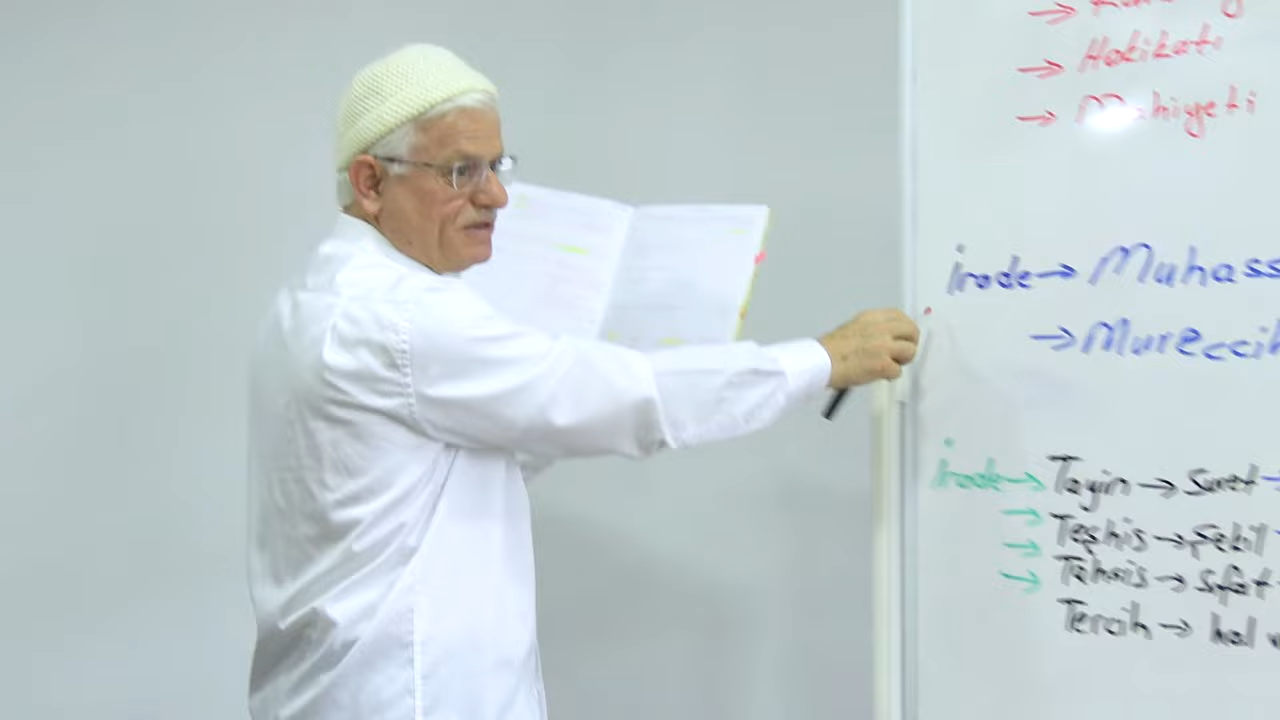 → Hakikati
→ Mahiyeti
İrade → Muhass
→ Mureccih
İrade → Tayin → Suret →
→ Teşhis → Şekil
→ Tahsis → Sıfat
Tercih → hal